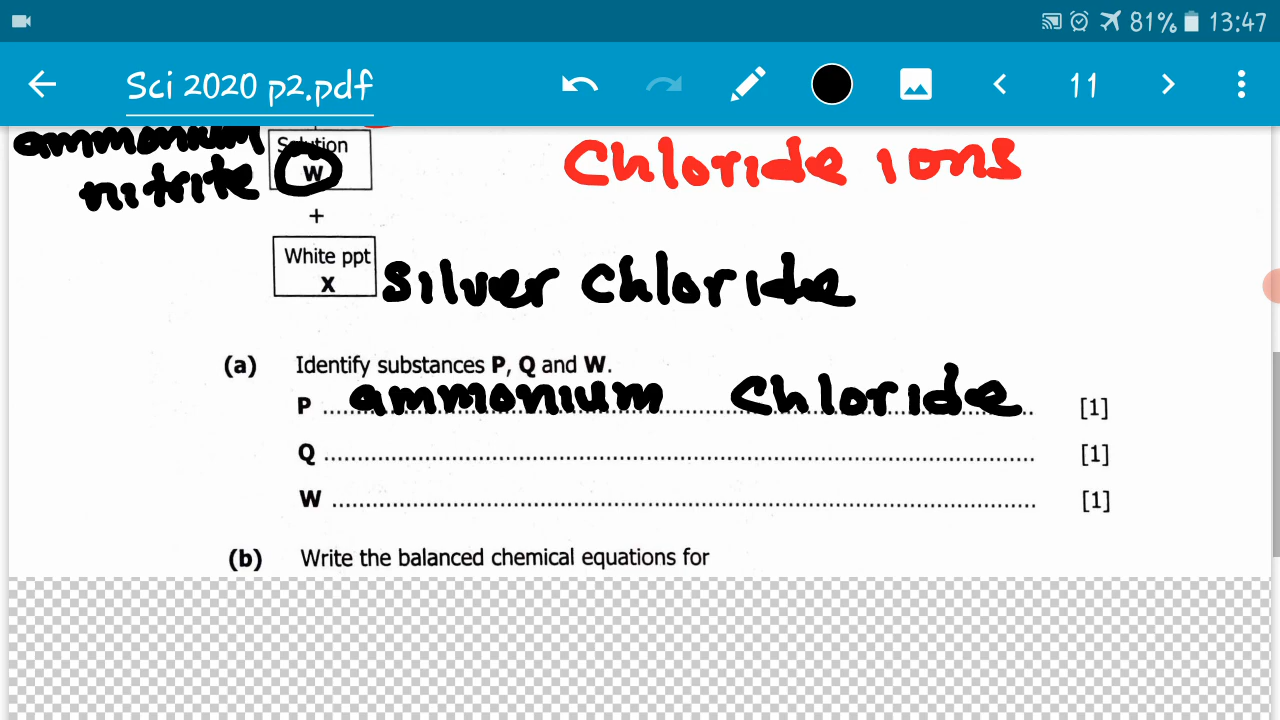 81% 13:47
Sci 2020 p2.pdf 11
ammonium Solution
nitrite W Chloride ions
+
White ppt
X Silver Chloride
(a) Identify substances P, Q and W.
P ammonium Chloride [1]
Q [1]
W [1]
(b) Write the balanced chemical equations for